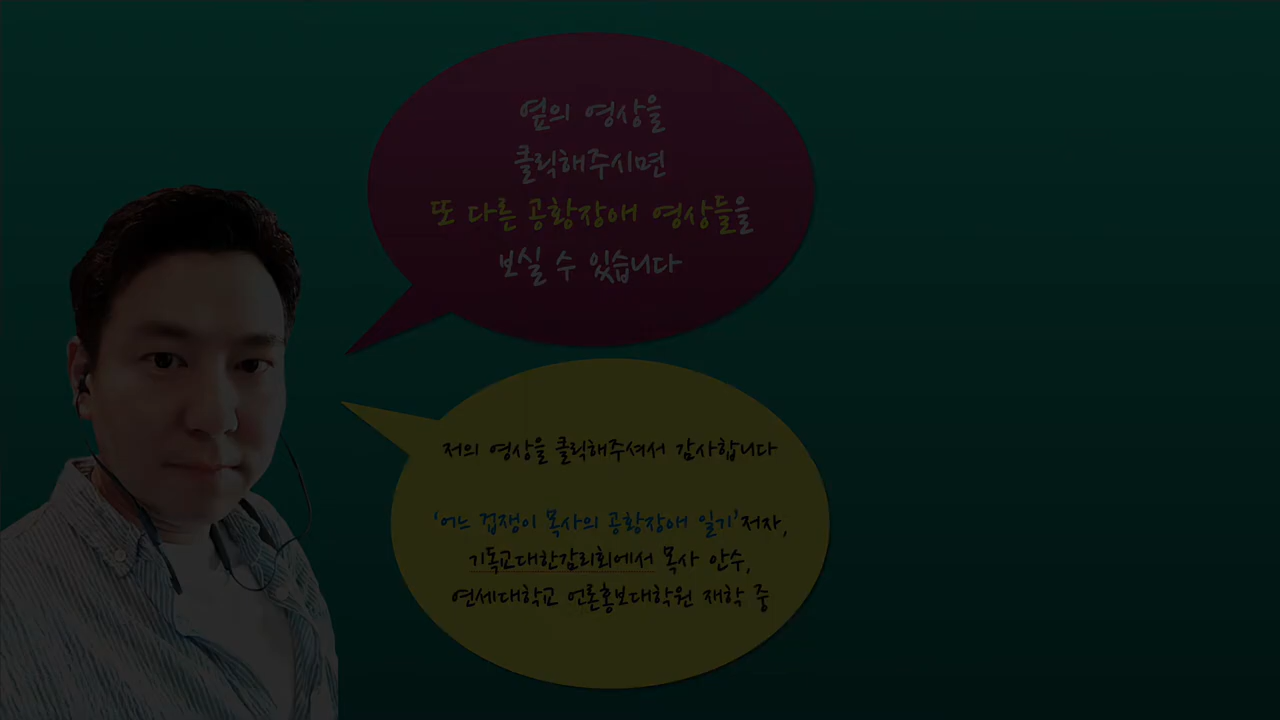 옆의 영상을
클릭해주시면
또 다른 공황장애 영상들을
보실 수 있습니다
저의 영상을 클릭해주셔서 감사합니다
'어느 겁쟁이 목사의 공황장애 일기'저자,
기독교대한감리회에서 목사 안수,
연세대학교 언론홍보대학원 재학 중